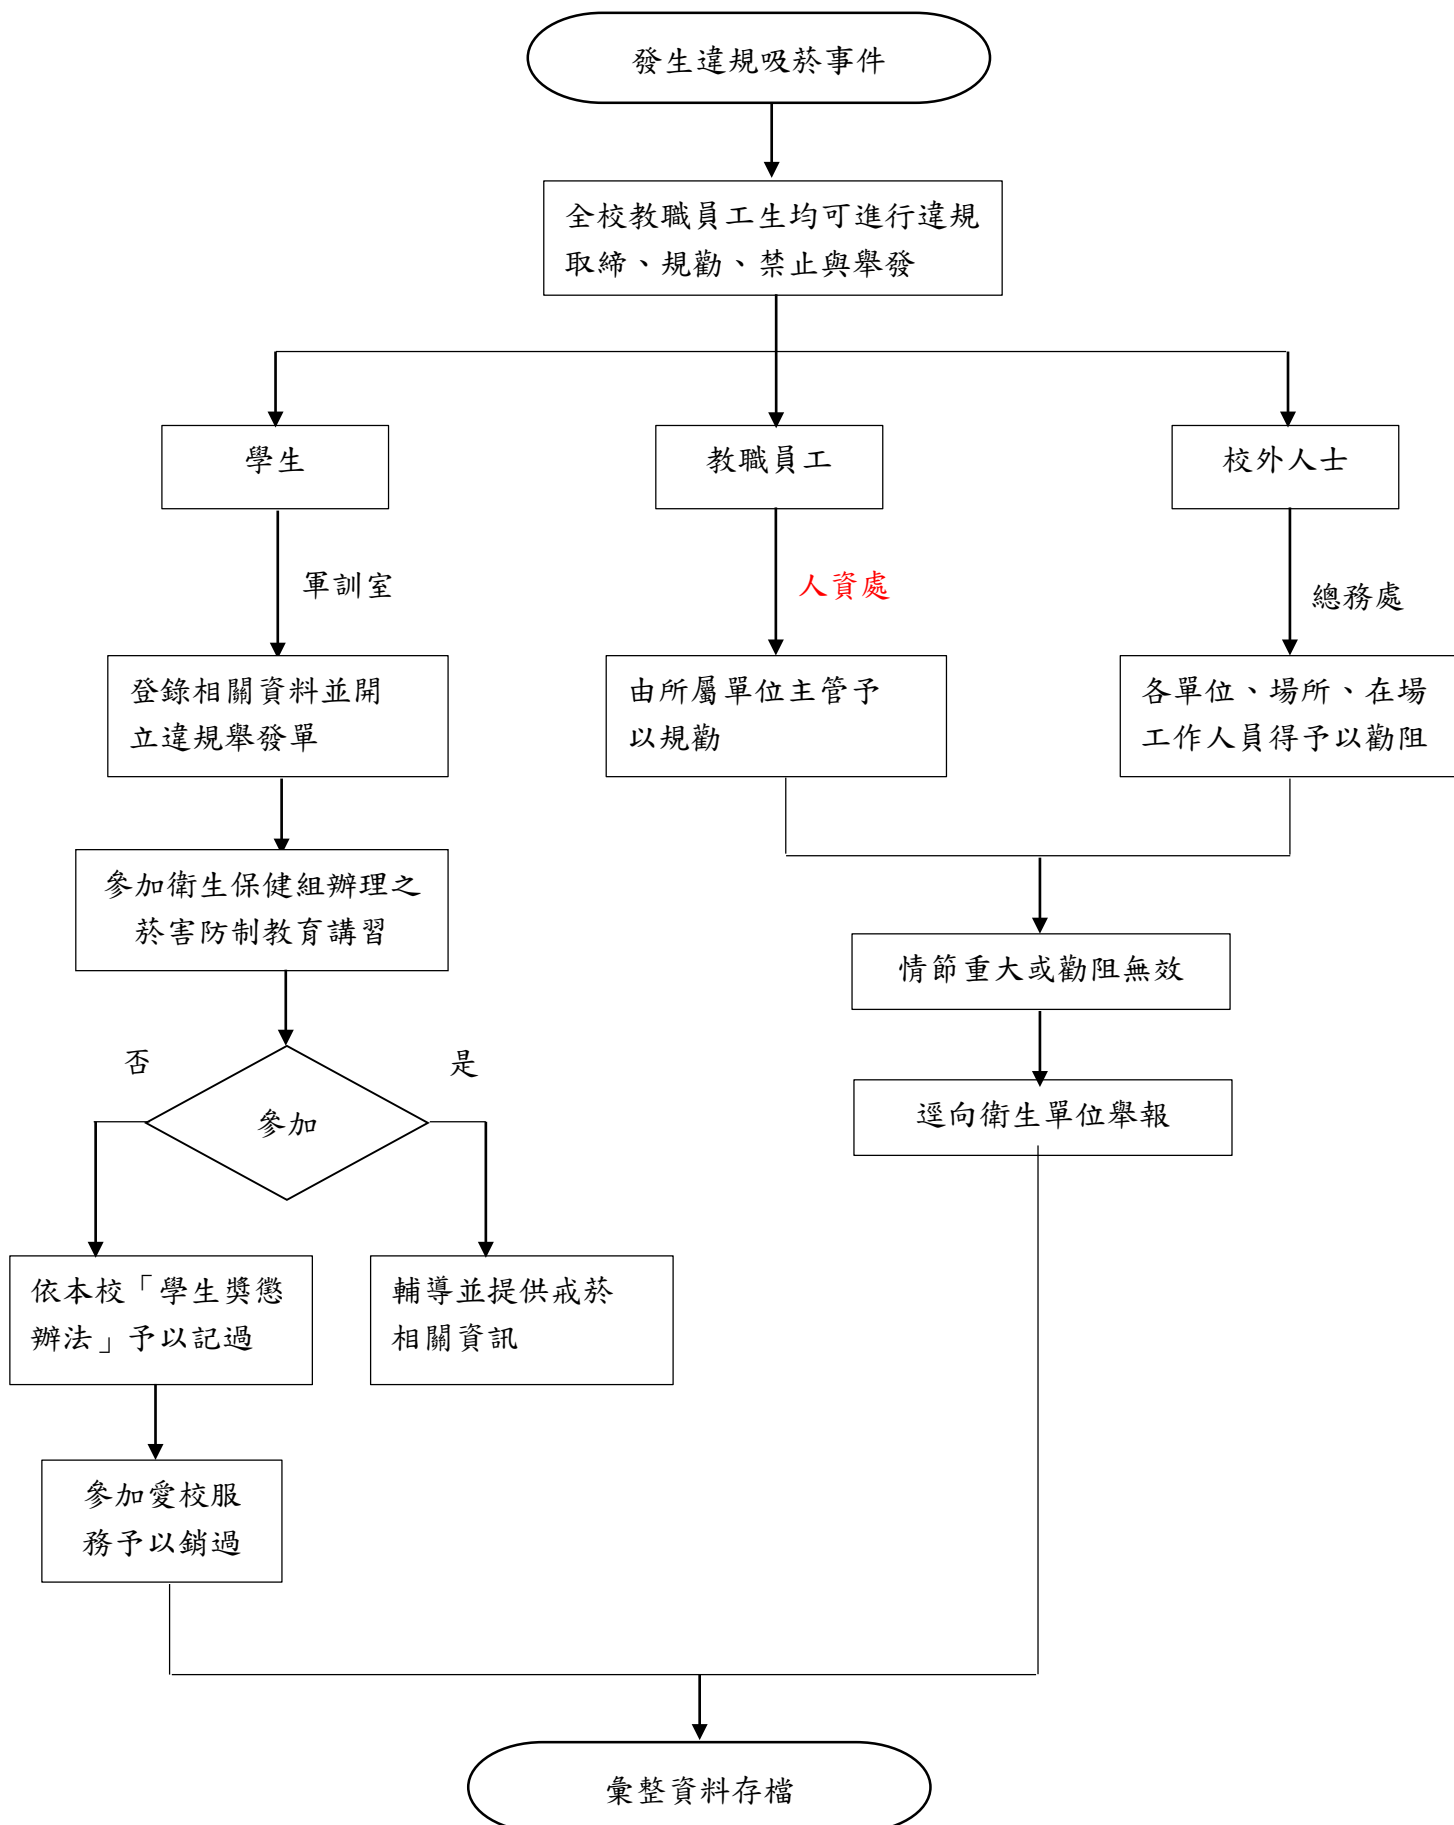 發生違規吸菸事件
全校教職員工生均可進行違規
取締、規勸、禁止與舉發
學生
教職員工
校外人士
軍訓室
人資處
總務處
登錄相關資料並開
立違規舉發單
由所屬單位主管予
以規勸
各單位、場所、在場
工作人員得予以勸阻
參加衛生保健組辦理之
菸害防制教育講習
情節重大或勸阻無效
否
是
參加
逕向衛生單位舉報
依本校「學生獎懲
辦法」予以記過
輔導並提供戒菸
相關資訊
參加愛校服
務予以銷過
彙整資料存檔